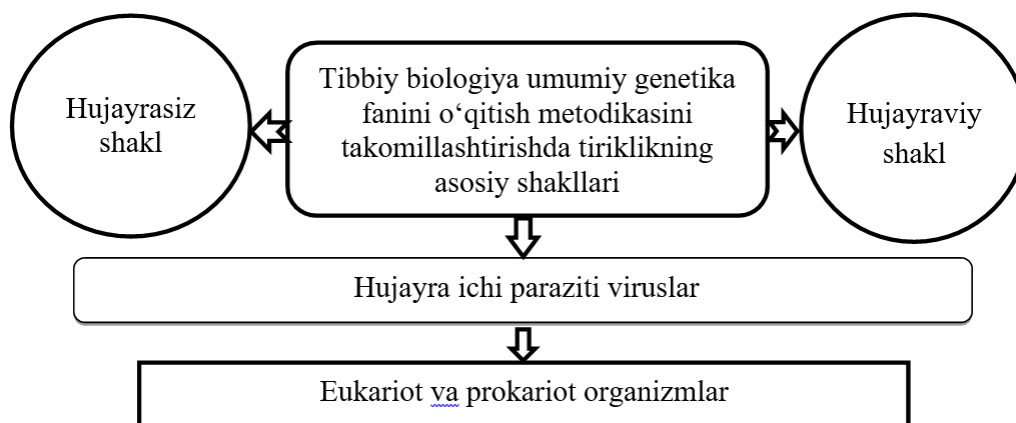 Hujayrasiz
shakl
Tibbiy biologiya umumiy genetika
fanini o‘qitish metodikasini
takomillashtirishda tiriklikning
asosiy shakllari
Hujayraviy
shakl
Hujayra ichi paraziti viruslar
Eukariot va prokariot organizmlar